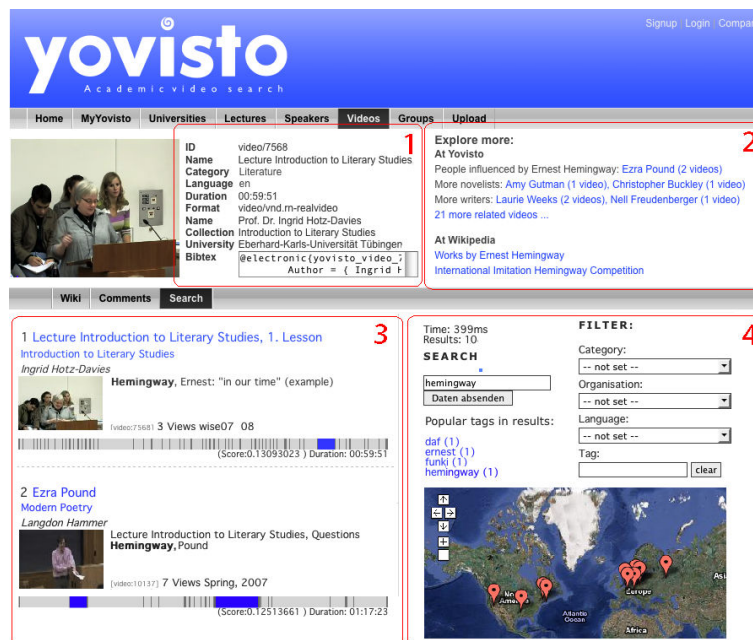 Signup Login Compa
yovisto
Academic video search
Home MyYovisto Universities Lectures Speakers Videos Groups Upload
1
ID video/7568
Name Lecture Introduction to Literary Studies
Category Literature
Language en
Duration 00:59:51
Format video/vnd.rn-realvideo
Name Prof. Dr. Ingrid Hotz-Davies
Collection Introduction to Literary Studies
University Eberhard-Karls-Universität Tübingen
Bibtex @electronic{yovisto_video_7
Author = { Ingrid H
2
Explore more:
At Yovisto
People influenced by Ernest Hemingway: Ezra Pound (2 videos)
More novelists: Amy Gutman (1 video), Christopher Buckley (1 video)
More writers: Laurie Weeks (2 videos), Nell Freudenberger (1 video)
21 more related videos ...
At Wikipedia
Works by Ernest Hemingway
International Imitation Hemingway Competition
Wiki Comments Search
3
1 Lecture Introduction to Literary Studies, 1. Lesson
Introduction to Literary Studies
Ingrid Hotz-Davies
Hemingway, Ernest: "in our time" (example)
[video:7568] 3 Views wise07 08
(Score:0.13093023 ) Duration: 00:59:51
2 Ezra Pound
Modern Poetry
Langdon Hammer
Lecture Introduction to Literary Studies, Questions
Hemingway, Pound
[video:10137] 7 Views Spring, 2007
(Score:0.12513661 ) Duration: 01:17:23
4
Time: 399ms
Results: 10
SEARCH
hemingway
Daten absenden
Popular tags in results:
daf (1)
ernest (1)
funki (1)
hemingway (1)
FILTER:
Category:
-- not set --
Organisation:
-- not set --
Language:
-- not set --
Tag:
clear
No
Ameri
Europe
Asi
Atlantic
Ocean
Africa